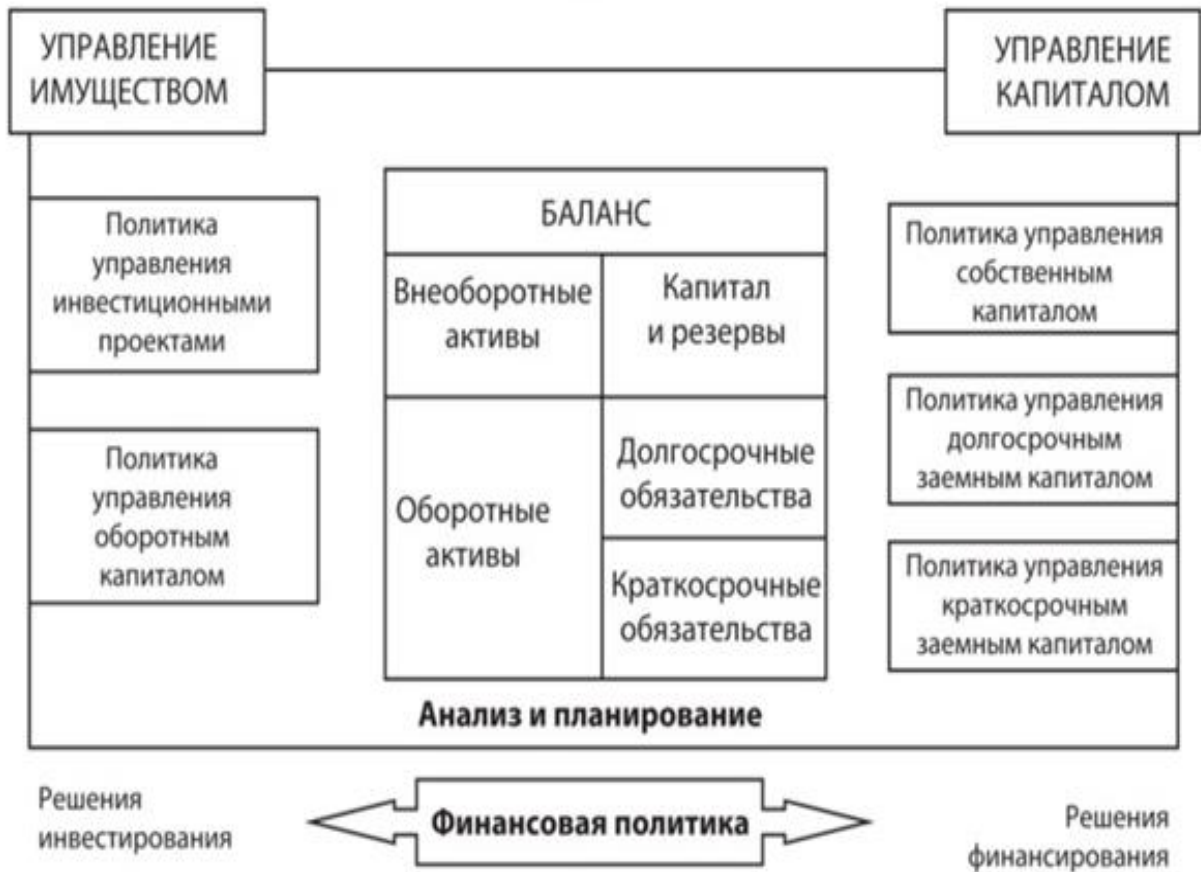 УПРАВЛЕНИЕ
ИМУЩЕСТВОМ
УПРАВЛЕНИЕ
КАПИТАЛОМ
Политика
управления
инвестиционными
проектами
Политика
управления
оборотным
капиталом
БАЛАНС
Внеоборотные
активы
Капитал
и резервы
Оборотные
активы
Долгосрочные
обязательства
Краткосрочные
обязательства
Политика управления
собственным
капиталом
Политика управления
долгосрочным
заемным капиталом
Политика управления
краткосрочным
заемным капиталом
Анализ и планирование
Решения
инвестирования
Финансовая политика
Решения
финансирования